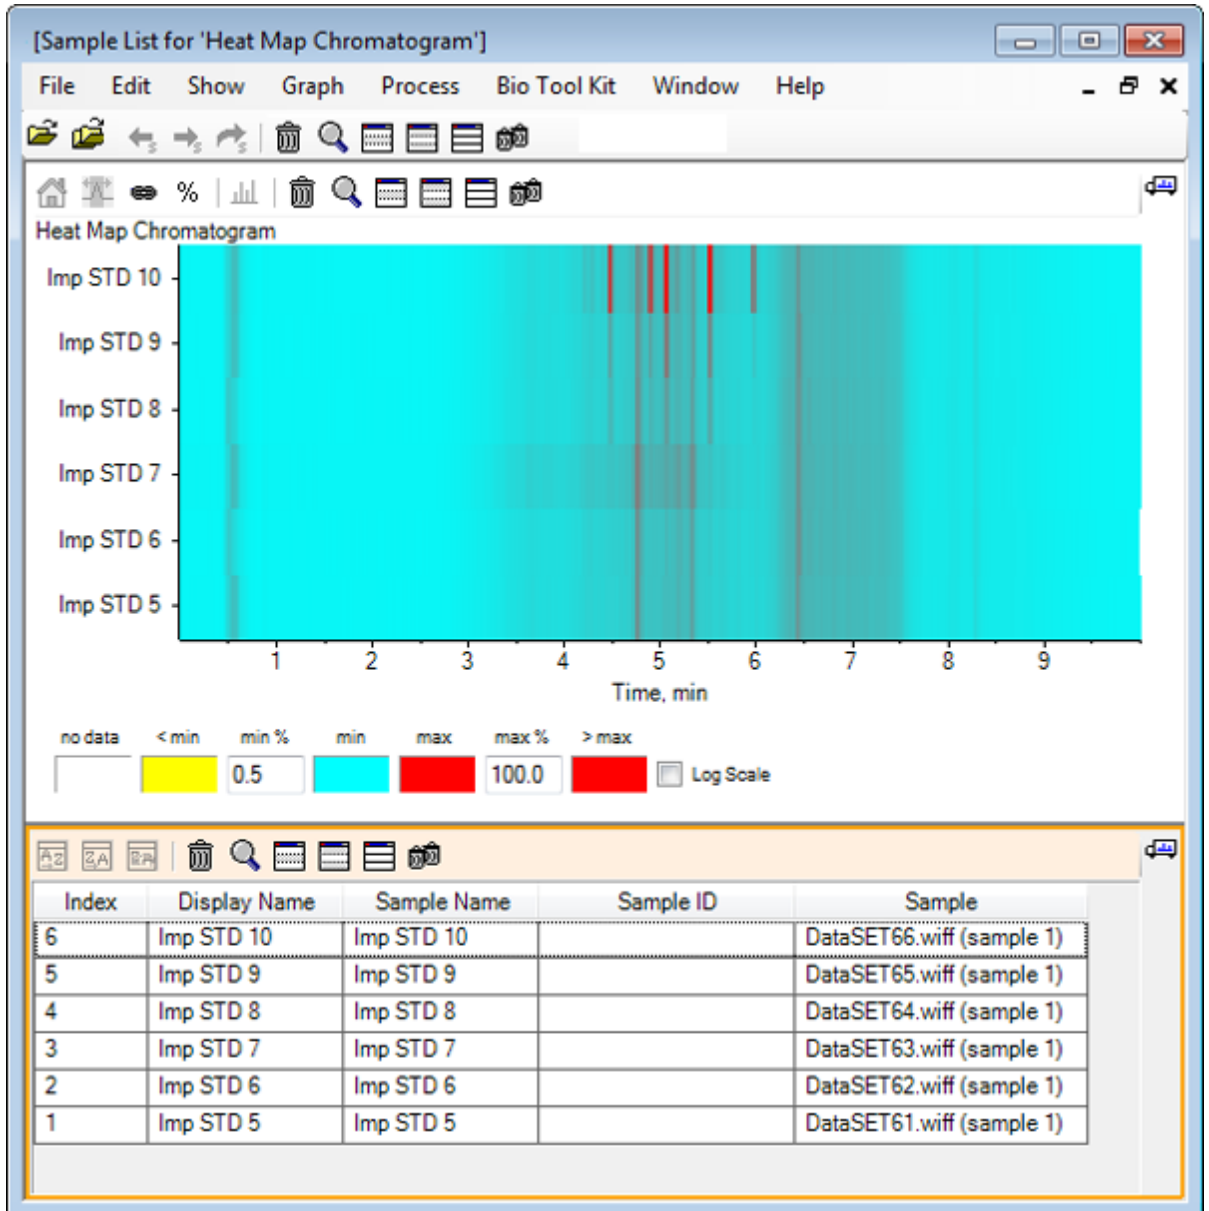 [Sample List for 'Heat Map Chromatogram']
File Edit Show Graph Process Bio Tool Kit Window Help
%
Heat Map Chromatogram
Imp STD 10
Imp STD 9
Imp STD 8
Imp STD 7
Imp STD 6
Imp STD 5
1 2 3 4 5 6 7 8 9
Time, min
no data < min min % min max max % > max
0.5 100.0 Log Scale
Index Display Name Sample Name Sample ID Sample
6 Imp STD 10 Imp STD 10 DataSET66.wiff (sample 1)
5 Imp STD 9 Imp STD 9 DataSET65.wiff (sample 1)
4 Imp STD 8 Imp STD 8 DataSET64.wiff (sample 1)
3 Imp STD 7 Imp STD 7 DataSET63.wiff (sample 1)
2 Imp STD 6 Imp STD 6 DataSET62.wiff (sample 1)
1 Imp STD 5 Imp STD 5 DataSET61.wiff (sample 1)